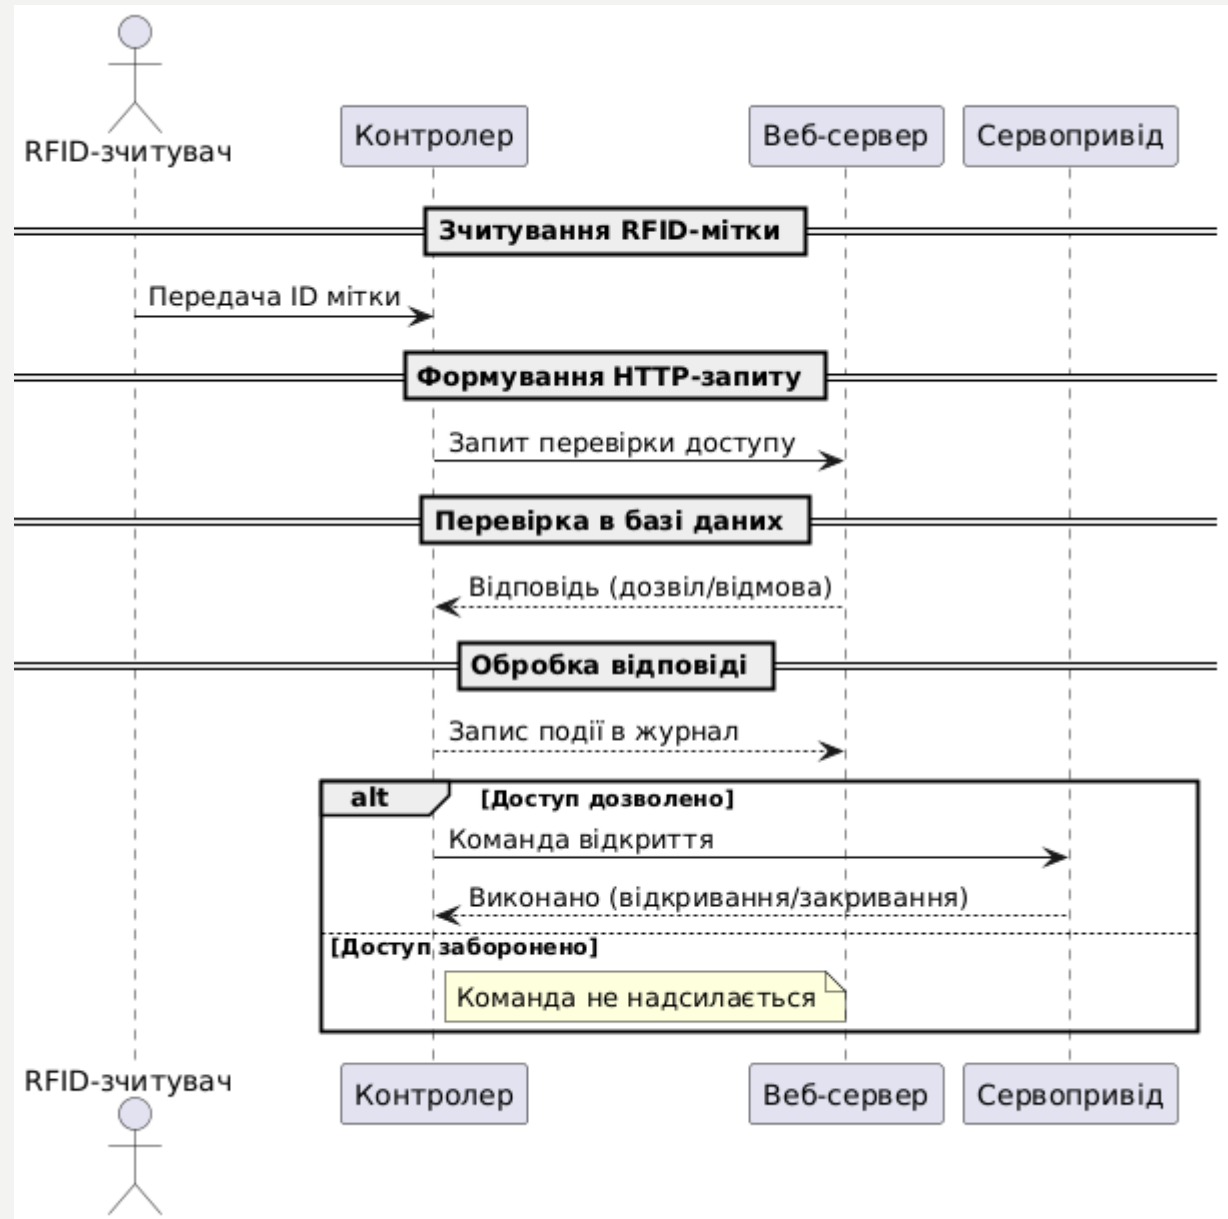 RFID-зчитувач
Контролер
Веб-сервер
Сервопривід
Зчитування RFID-мітки
Передача ID мітки
Формування HTTP-запиту
Запит перевірки доступу
Перевірка в базі даних
Відповідь (дозвіл/відмова)
Обробка відповіді
Запис події в журнал
alt
[Доступ дозволено]
Команда відкриття
Виконано (відкривання/закривання)
[Доступ заборонено]
Команда не надсилається
RFID-зчитувач
Контролер
Веб-сервер
Сервопривід